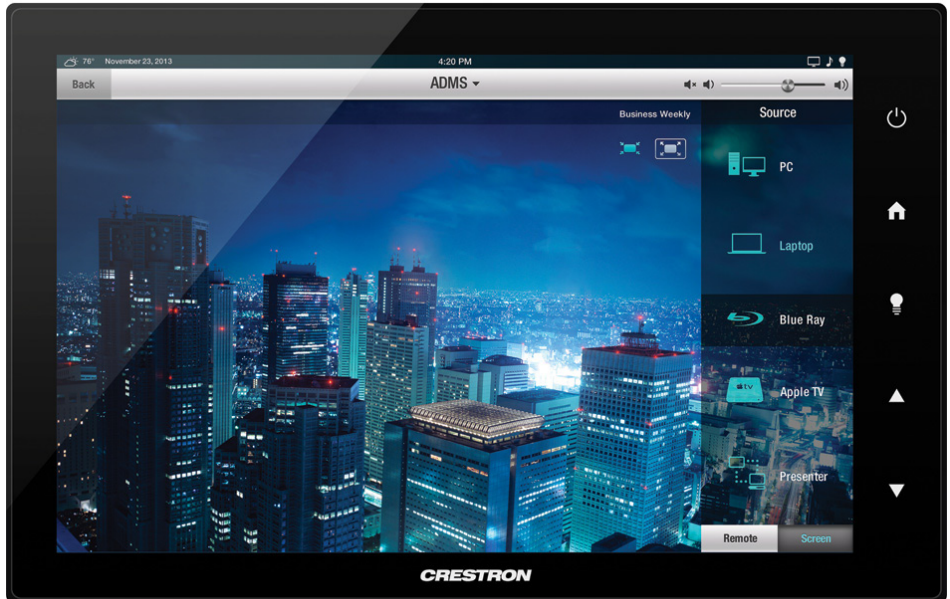 76° November 23, 2013
4:20 PM
Back
ADMS
Business Weekly
Source
PC
Laptop
Blue Ray
Apple TV
tv
Presenter
Remote
Screen
CRESTRON